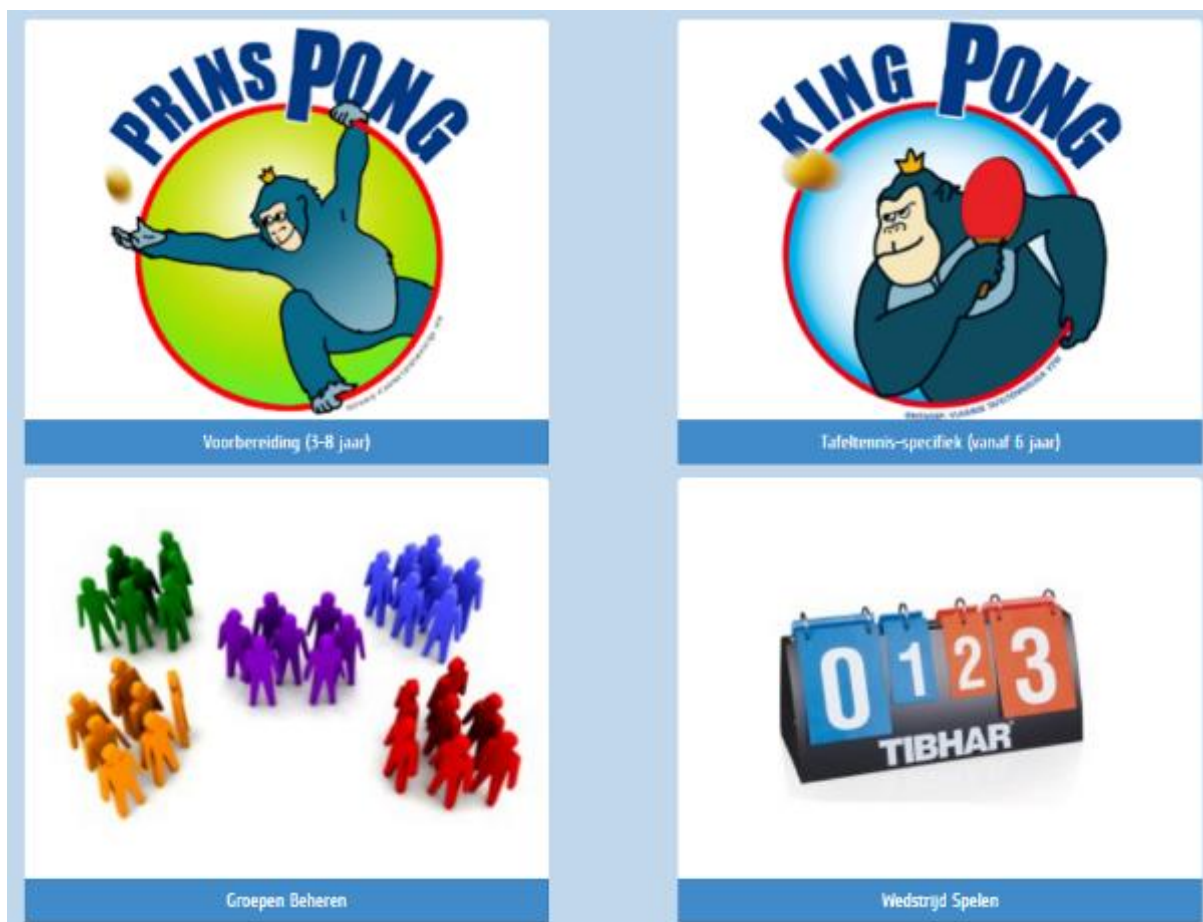 PRINS PONG
KING PONG
Voorbereiding (3-8 jaar)
Tafeltennis-specifiek (vanaf 6 jaar)
0 1 2 3
TIBHAR
Groepen Beheren
Wedstrijd Spelen